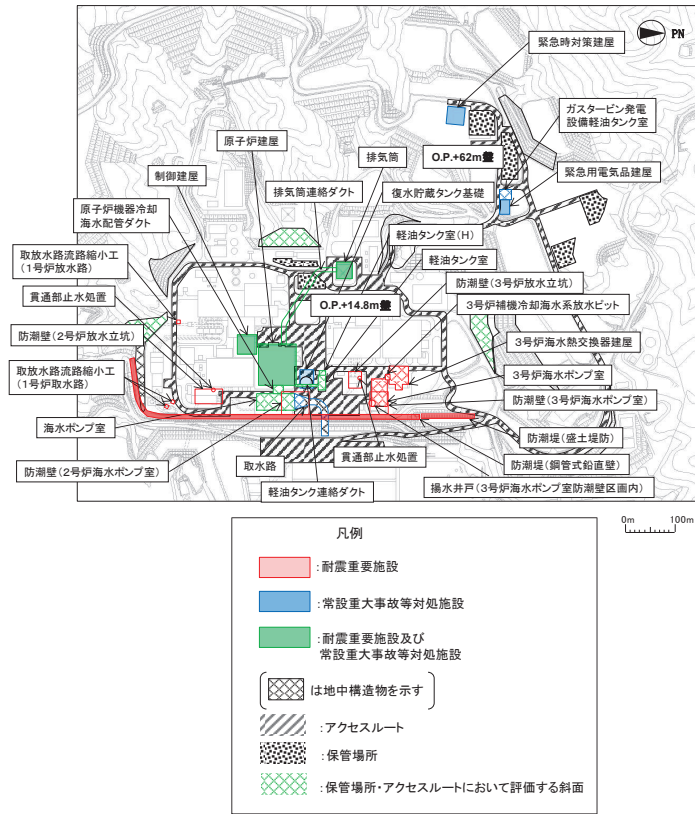 PN
緊急時対策建屋
ガスタービン発電
設備軽油タンク室
原子炉建屋
排気筒
O.P.+62m盤
制御建屋
排気筒連絡ダクト
復水貯蔵タンク基礎
緊急用電気品建屋
原子炉機器冷却
海水配管ダクト
軽油タンク室(H)
取放水路流路縮小工
(1号炉放水路)
軽油タンク室
防潮壁(3号炉放水立坑)
貫通部止水処置
O.P.+14.8m盤
3号炉補機冷却海水系放水ピット
防潮壁(2号炉放水立坑)
3号炉海水熱交換器建屋
取放水路流路縮小工
(1号炉取水路)
3号炉海水ポンプ室
防潮壁(3号炉海水ポンプ室)
海水ポンプ室
防潮堤(盛土堤防)
防潮壁(2号炉海水ポンプ室)
取水路
貫通部止水処置
防潮堤(鋼管式鉛直壁)
軽油タンク連絡ダクト
揚水井戸(3号炉海水ポンプ室防潮壁区画内)
0m 100m
凡例
:耐震重要施設
:常設重大事故等対処施設
:耐震重要施設及び
常設重大事故等対処施設
は地中構造物を示す
:アクセスルート
:保管場所
:保管場所・アクセスルートにおいて評価する斜面